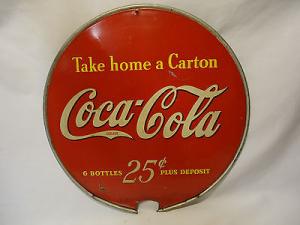 Take home a Carton
Coca-Cola
6 BOTTLES 25¢ PLUS DEPOSIT